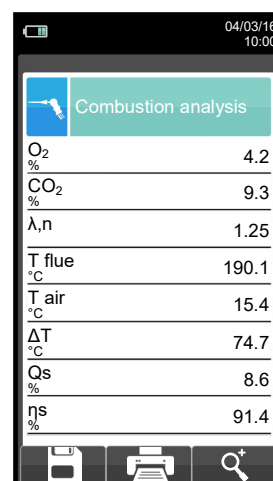 04/03/16
10:00
Combustion analysis
O₂
% 4.2
CO₂
% 9.3
λ,n 1.25
T flue
°C 190.1
T air
°C 15.4
ΔT
°C 74.7
Qs
% 8.6
ηs
% 91.4